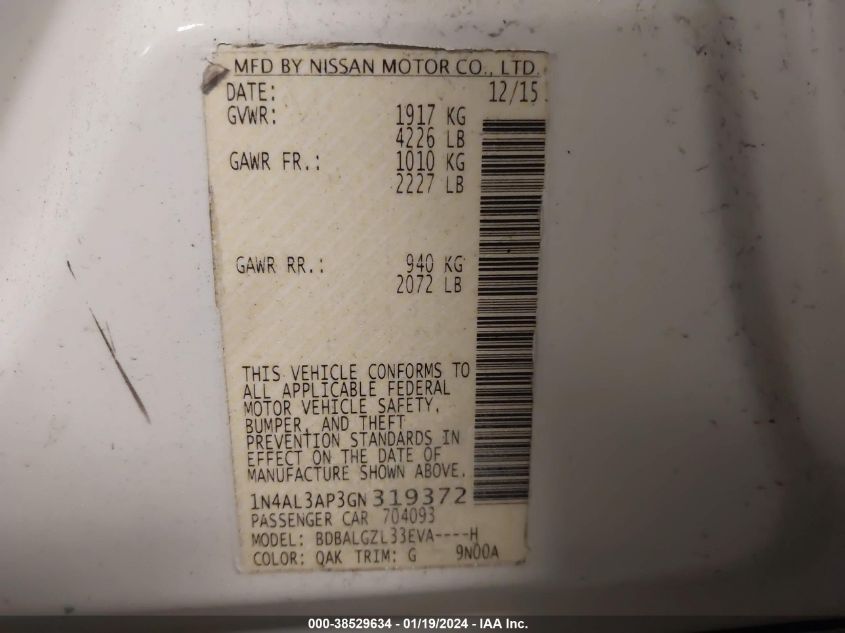 MFD BY NISSAN MOTOR CO., LTD.
DATE: 12/15
GVWR: 1917 KG
4226 LB
GAWR FR.: 1010 KG
2227 LB
GAWR RR.: 940 KG
2072 LB
THIS VEHICLE CONFORMS TO
ALL APPLICABLE FEDERAL
MOTOR VEHICLE SAFETY,
BUMPER, AND THEFT
PREVENTION STANDARDS IN
EFFECT ON THE DATE OF
MANUFACTURE SHOWN ABOVE.
1N4AL3AP3GN319372
PASSENGER CAR 704093
MODEL: BDBALGZL33EVA----H
COLOR: QAK TRIM: G 9N00A
000-38529634 - 01/19/2024 - IAA Inc.